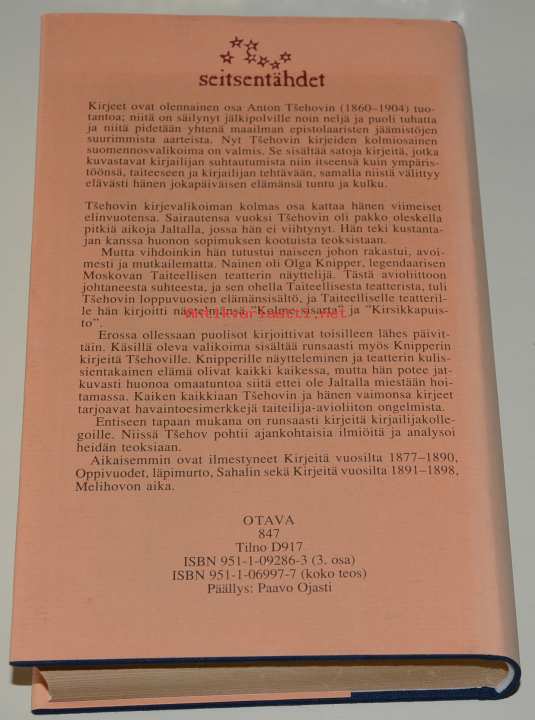 seitsentähdet
Kirjeet ovat olennainen osa Anton Tšehovin (1860–1904) tuo-
tantoa; niitä on säilynyt jälkipolville noin neljä ja puoli tuhatta
ja niitä pidetään yhtenä maailman epistolaaristen jäämistöjen
suurimmista aarteista. Nyt Tšehovin kirjeiden kolmiosainen
suomennosvalikoima on valmis. Se sisältää satoja kirjeitä, jotka
kuvastavat kirjailijan suhtautumista niin itseensä kuin ympäris-
töönsä, taiteeseen ja kirjailijan tehtävään, samalla niistä välittyy
elävästi hänen jokapäiväisen elämänsä tuntu ja kulku.
Tšehovin kirjevalikoiman kolmas osa kattaa hänen viimeiset
elinvuotensa. Sairautensa vuoksi Tšehovin oli pakko oleskella
pitkiä aikoja Jaltalla, jossa hän ei viihtynyt. Hän teki kustanta-
jan kanssa huonon sopimuksen kootuista teoksistaan.
Mutta vihdoinkin hän tutustui naiseen johon rakastui, avoi-
mesti ja mutkailematta. Nainen oli Olga Knipper, legendaarisen
Moskovan Taiteellisen teatterin näyttelijä. Tästä avioliittoon
johtaneesta suhteesta, ja sen ohella Taiteellisesta teatterista, tuli
Tšehovin loppuvuosien elämänsisältö, ja Taiteelliselle teatteril-
le hän kirjoitti näytelmänsä "Kolme sisarta" ja "Kirsikkapuis-
to".
Antikvariaatti.net
Erossa ollessaan puolisot kirjoittivat toisilleen lähes päivit-
täin. Käsillä oleva valikoima sisältää runsaasti myös Knipperin
kirjeitä Tšehoville. Knipperille näytteleminen ja teatterin kulis-
sientakainen elämä olivat kaikki kaikessa, mutta hän potee jat-
kuvasti huonoa omaatuntoa siitä ettei ole Jaltalla miestään hoi-
tamassa. Kaiken kaikkiaan Tšehovin ja hänen vaimonsa kirjeet
tarjoavat havaintoesimerkkejä taiteilija-avioliiton ongelmista.
Entiseen tapaan mukana on runsaasti kirjeitä kirjailijakolle-
goille. Niissä Tšehov pohtii ajankohtaisia ilmiöitä ja analysoi
heidän teoksiaan.
Aikaisemmin ovat ilmestyneet Kirjeitä vuosilta 1877–1890,
Oppivuodet, läpimurto, Sahalin sekä Kirjeitä vuosilta 1891–1898,
Melihovon aika.
OTAVA
847
Tilno D917
ISBN 951-1-09286-3 (3. osa)
ISBN 951-1-06997-7 (koko teos)
Päällys: Paavo Ojasti